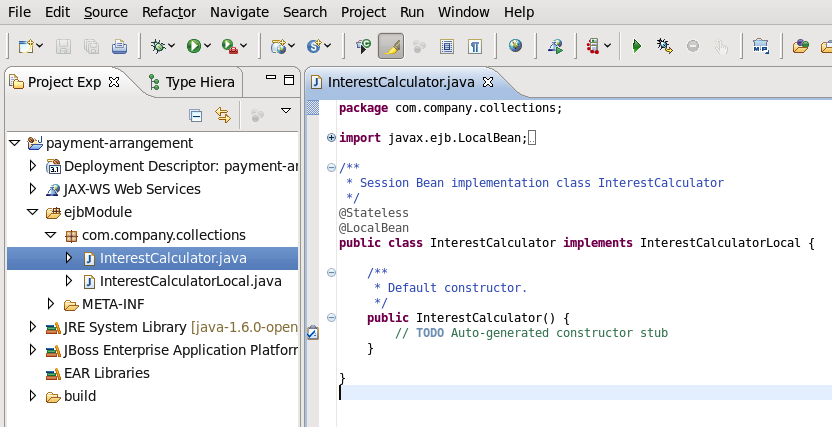 File Edit Source Refactor Navigate Search Project Run Window Help
Project Exp
Type Hiera
InterestCalculator.java
payment-arrangement
Deployment Descriptor: payment-ar
JAX-WS Web Services
ejbModule
com.company.collections
InterestCalculator.java
InterestCalculatorLocal.java
META-INF
JRE System Library [java-1.6.0-open
JBoss Enterprise Application Platforn
EAR Libraries
build
package com.company.collections;
import javax.ejb.LocalBean;
/**
* Session Bean implementation class InterestCalculator
*/
@Stateless
@LocalBean
public class InterestCalculator implements InterestCalculatorLocal {
/**
* Default constructor.
*/
public InterestCalculator() {
// TODO Auto-generated constructor stub
}
}